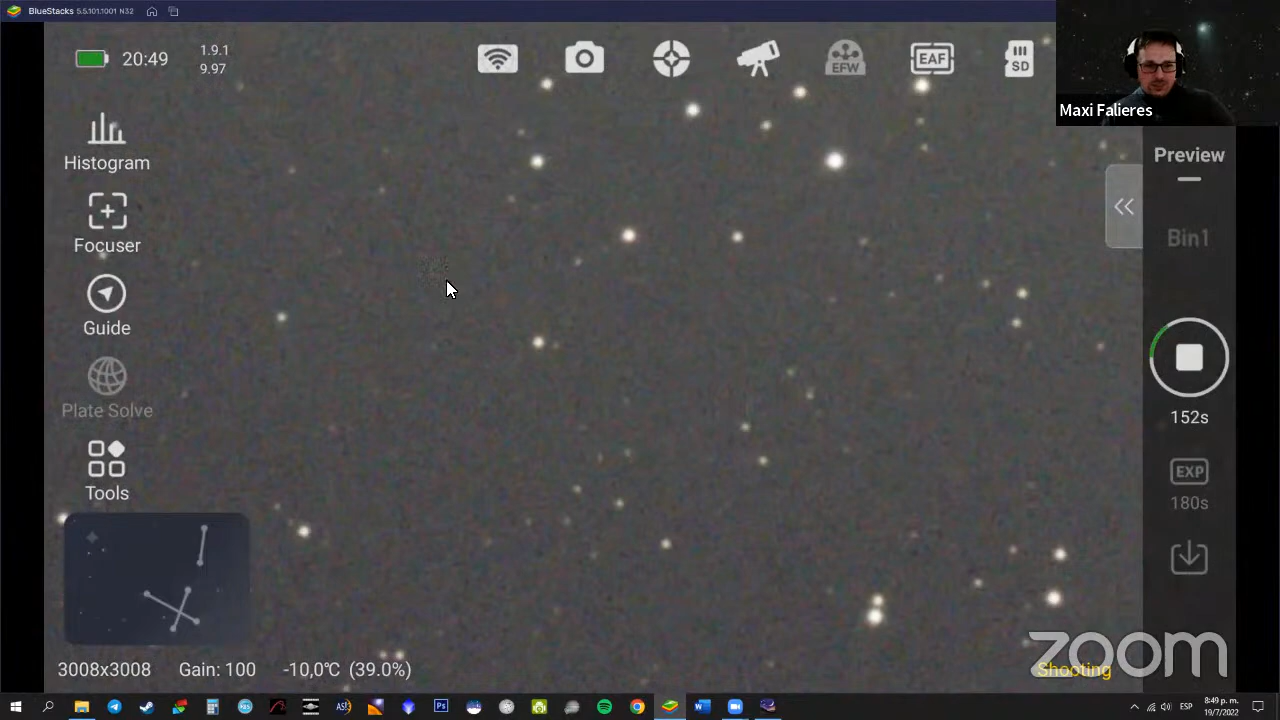 BlueStacks 5.5.101.1001 N32
20:49
1.9.1
9.97
EFW
EAF
SD
Maxi Falieres
Histogram
Preview
Focuser
Bin1
Guide
Plate Solve
152s
EXP
Tools
180s
3008x3008 Gain: 100 -10,0℃ (39.0%)
Shooting
zoom
ESP
8:49 p. m.
19/7/2022